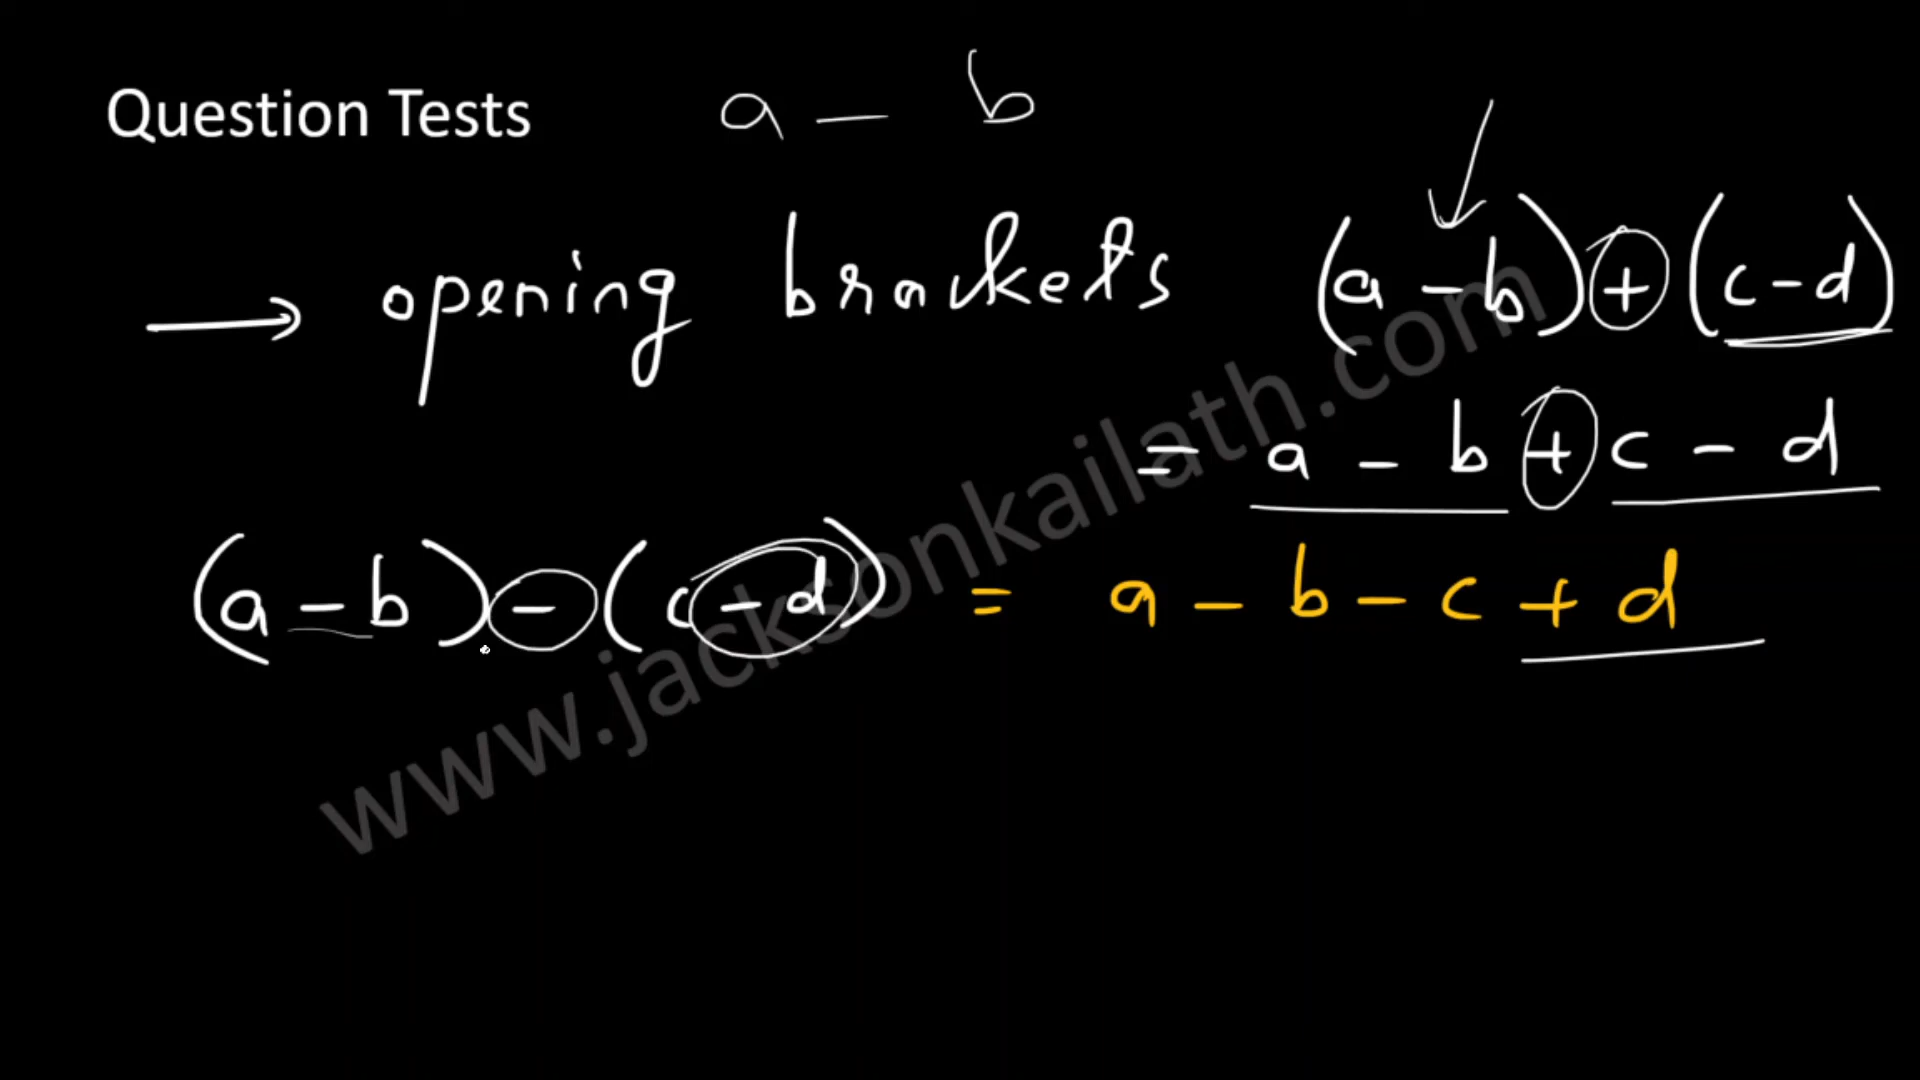 Question Tests a - b
→ opening brackets (a - b) + (c - d)
= a - b + c - d
(a - b) - (c - d) = a - b - c + d
www.jacksonkailath.com